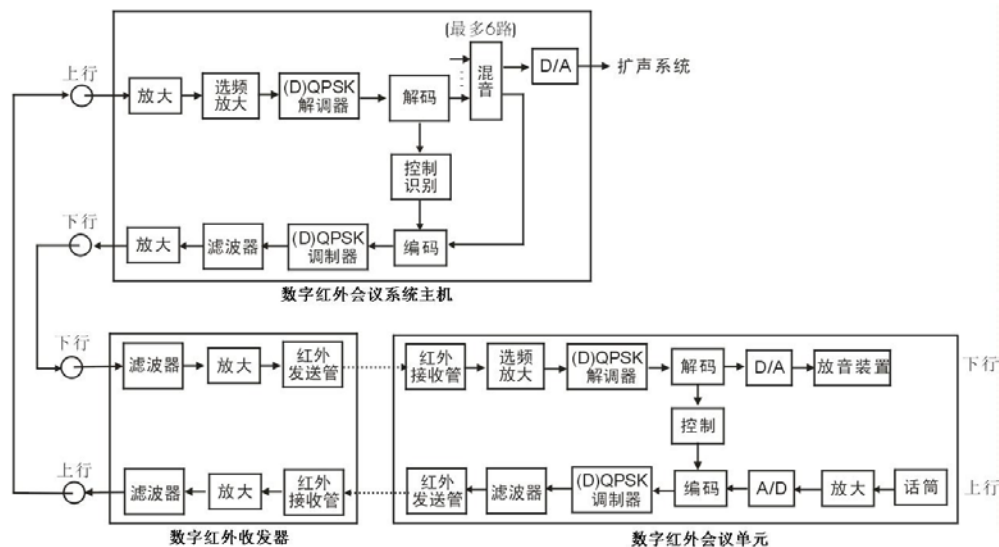 (最多6路)
上行
放大
选频
放大
(D)QPSK
解调器
解码
混
音
D/A
扩声系统
控制
识别
下行
放大
滤波器
(D)QPSK
调制器
编码
数字红外会议系统主机
下行
滤波器
放大
红外
发送管
红外
接收管
选频
放大
(D)QPSK
解调器
解码
D/A
放音装置
下行
控制
上行
滤波器
放大
红外
接收管
红外
发送管
滤波器
(D)QPSK
调制器
编码
A/D
放大
话筒
上行
数字红外收发器
数字红外会议单元